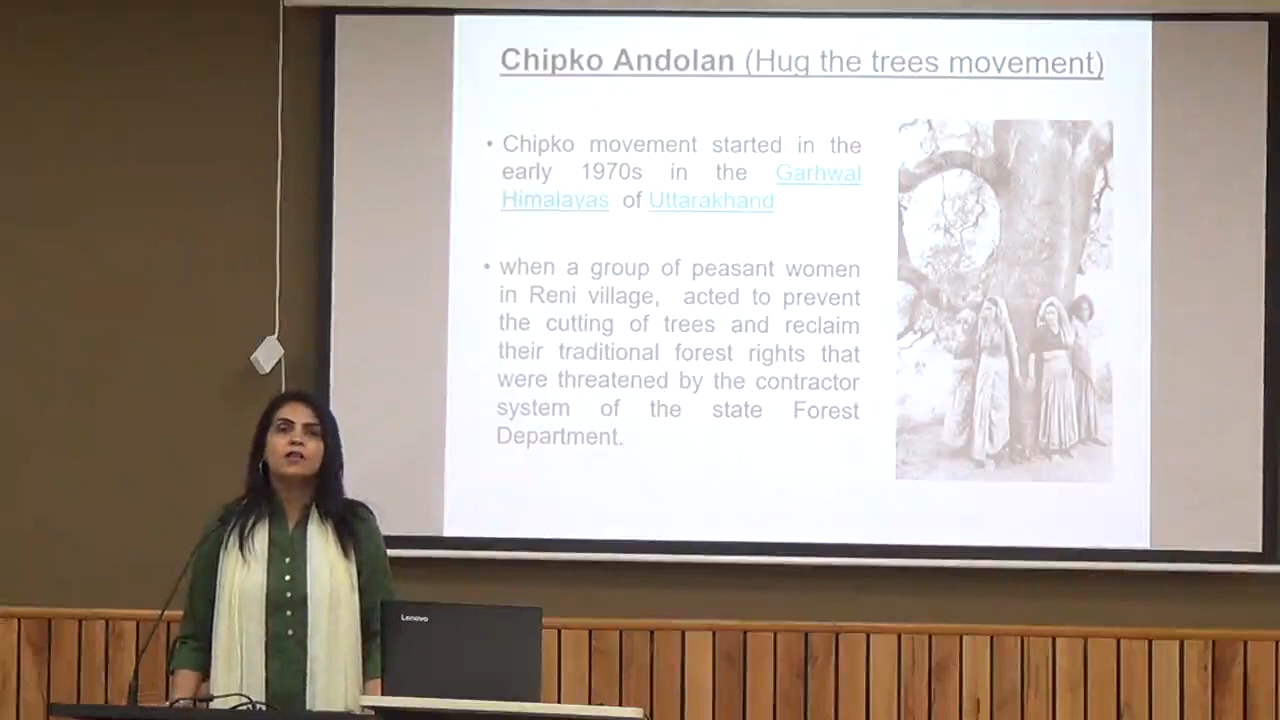 Chipko Andolan (Hug the trees movement)
• Chipko movement started in the
early 1970s in the Garhwal
Himalayas of Uttarakhand
• when a group of peasant women
in Reni village, acted to prevent
the cutting of trees and reclaim
their traditional forest rights that
were threatened by the contractor
system of the state Forest
Department.
Lenovo